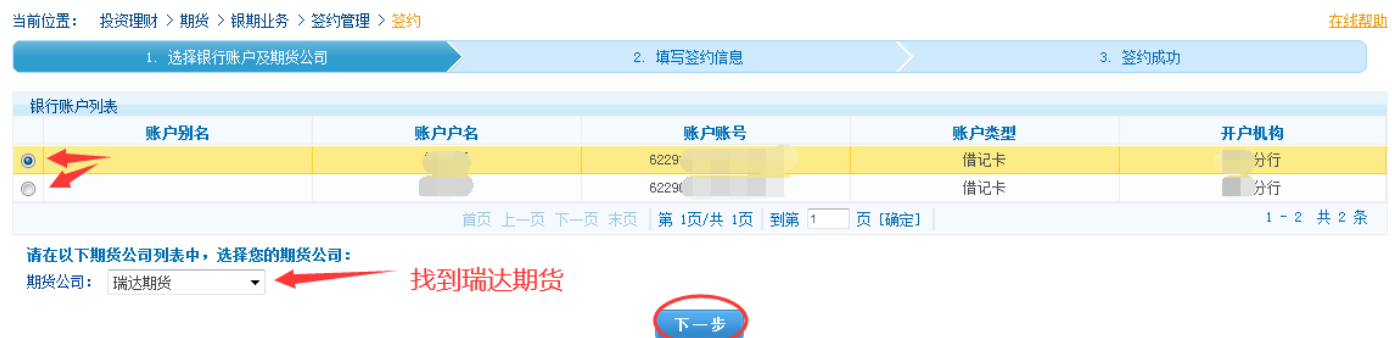 当前位置： 投资理财 > 期货 > 银期业务 > 签约管理 > 签约 在线帮助
1. 选择银行账户及期货公司 2. 填写签约信息 3. 签约成功
银行账户列表
账户别名 账户户名 账户账号 账户类型 开户机构
6229 借记卡 分行
6229 借记卡 分行
首页 上一页 下一页 末页 第 1页/共 1页 到第 1 页 [确定] 1 - 2 共 2 条
请在以下期货公司列表中，选择您的期货公司：
期货公司： 瑞达期货 找到瑞达期货
下一步